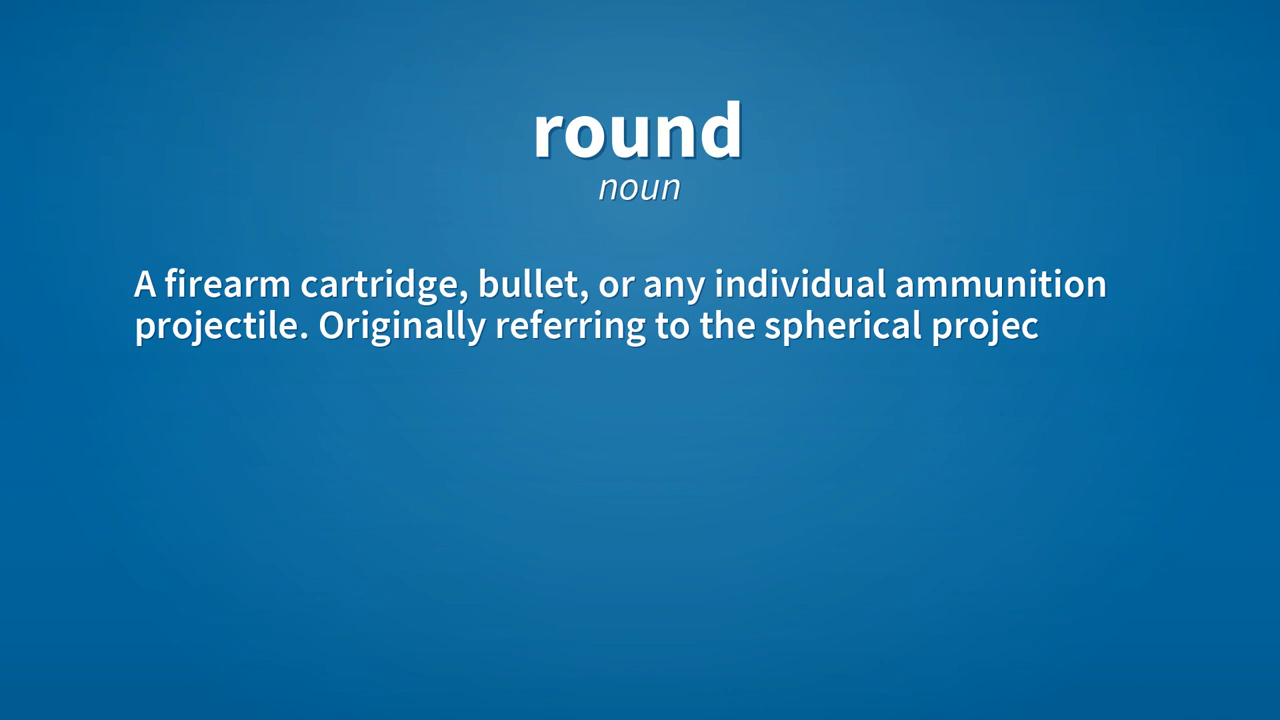 round
noun
A firearm cartridge, bullet, or any individual ammunition
projectile. Originally referring to the spherical projec